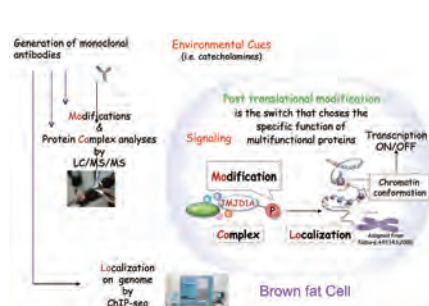 Generation of monoclonal
antibodies
Environmental Cues
(i.e. catecholamines)
Post translational modification
is the switch that choses the
specific function of
multifunctional proteins
Signaling
Transcription
ON/OFF
Modifications
&
Protein Complex analyses
by
LC/MS/MS
Modification
JMJD1A
P
Complex
Localization
Chromatin
conformation
Adapted from
Localization
on genome
by
ChIP-seq
Brown fat Cell